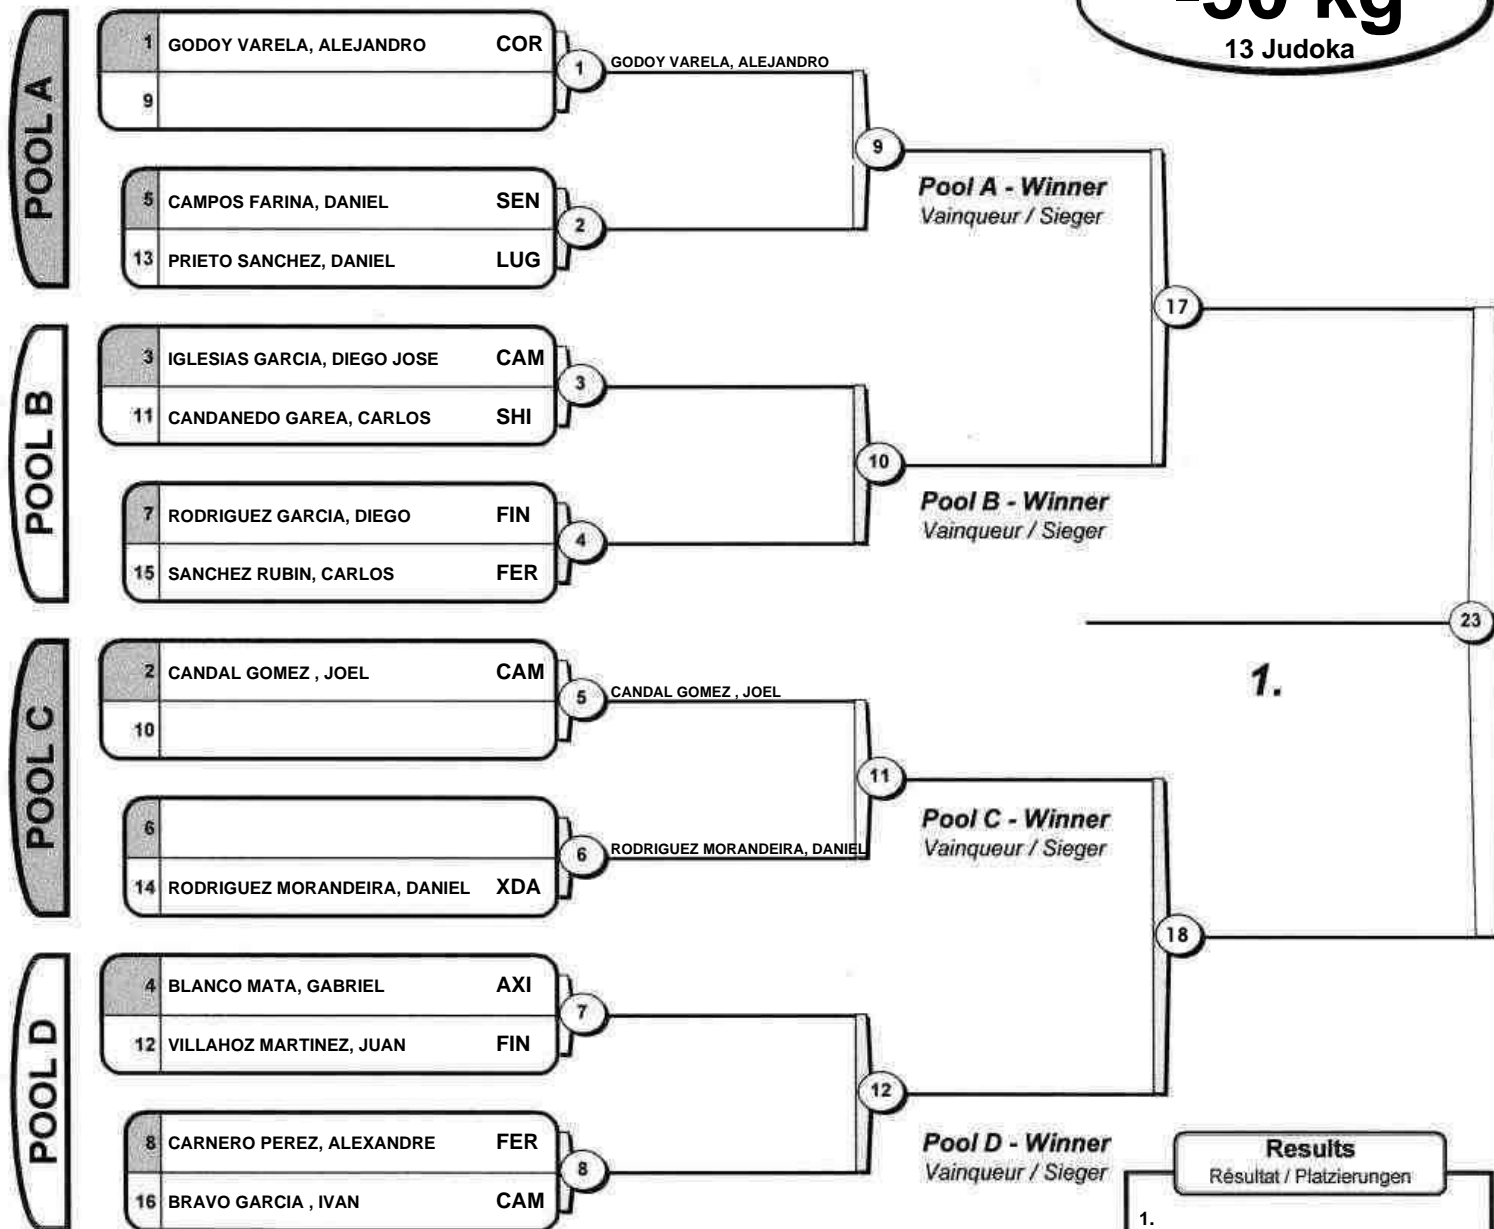 -50 kg
13 Judoka
POOL A
1 GODOY VARELA, ALEJANDRO COR
9
1 GODOY VARELA, ALEJANDRO
5 CAMPOS FARINA, DANIEL SEN
13 PRIETO SANCHEZ, DANIEL LUG
2
9
Pool A - Winner
Vainqueur / Sieger
POOL B
3 IGLESIAS GARCIA, DIEGO JOSE CAM
11 CANDANEDO GAREA, CARLOS SHI
3
7 RODRIGUEZ GARCIA, DIEGO FIN
15 SANCHEZ RUBIN, CARLOS FER
4
10
Pool B - Winner
Vainqueur / Sieger
17
23
1.
POOL C
2 CANDAL GOMEZ , JOEL CAM
10
5 CANDAL GOMEZ , JOEL
6
14 RODRIGUEZ MORANDEIRA, DANIEL XDA
6 RODRIGUEZ MORANDEIRA, DANIEL
11
Pool C - Winner
Vainqueur / Sieger
18
POOL D
4 BLANCO MATA, GABRIEL AXI
12 VILLAHOZ MARTINEZ, JUAN FIN
7
8 CARNERO PEREZ, ALEXANDRE FER
16 BRAVO GARCIA , IVAN CAM
8
12
Pool D - Winner
Vainqueur / Sieger
Results
Résultat / Platzierungen
1.